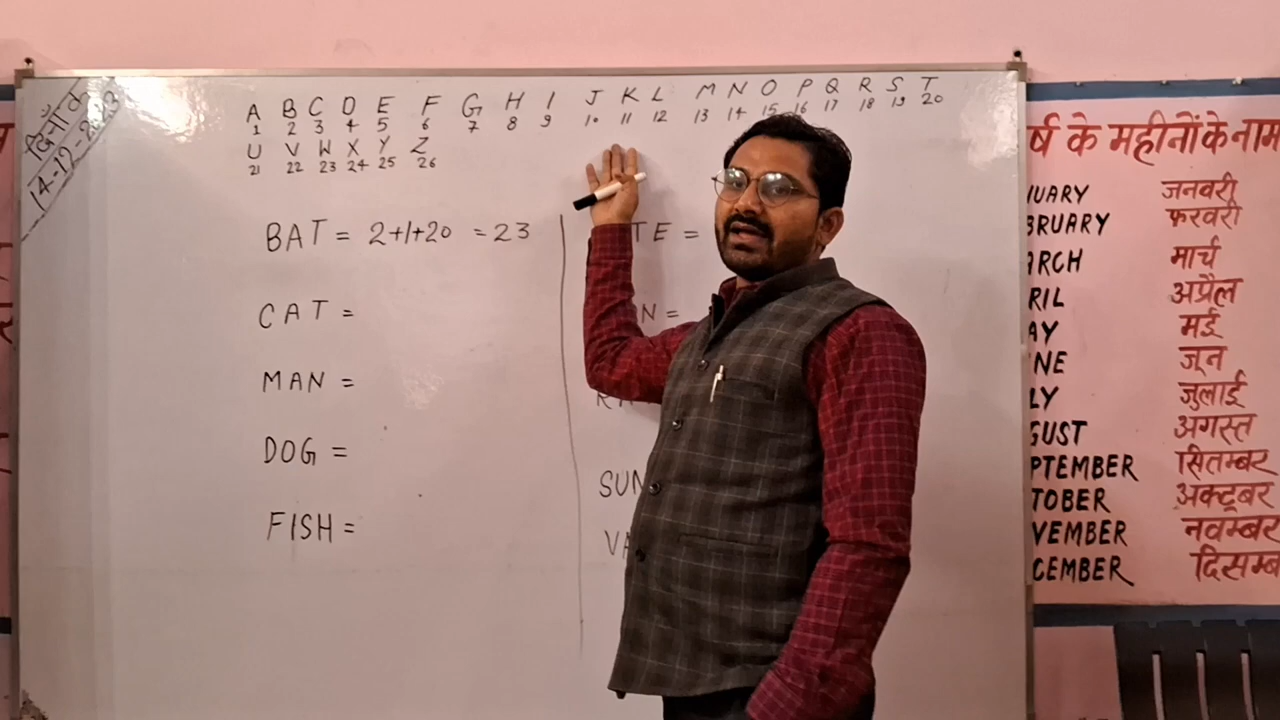 दिनाँक
14-12-2023
A B C D E F G H I J K L M N O P Q R S T
1 2 3 4 5 6 7 8 9 10 11 12 13 14 15 16 17 18 19 20
U V W X Y Z
21 22 23 24 25 26
BAT = 2+1+20 = 23
CAT =
MAN =
DOG =
FISH =
TE =
N =
SUN
VA
र्ष के महीनों के नाम
NUARY जनवरी
BRUARY फरवरी
ARCH मार्च
RIL अप्रैल
AY मई
NE जून
LY जुलाई
GUST अगस्त
PTEMBER सितम्बर
TOBER अक्टूबर
VEMBER नवम्बर
CEMBER दिसम्ब